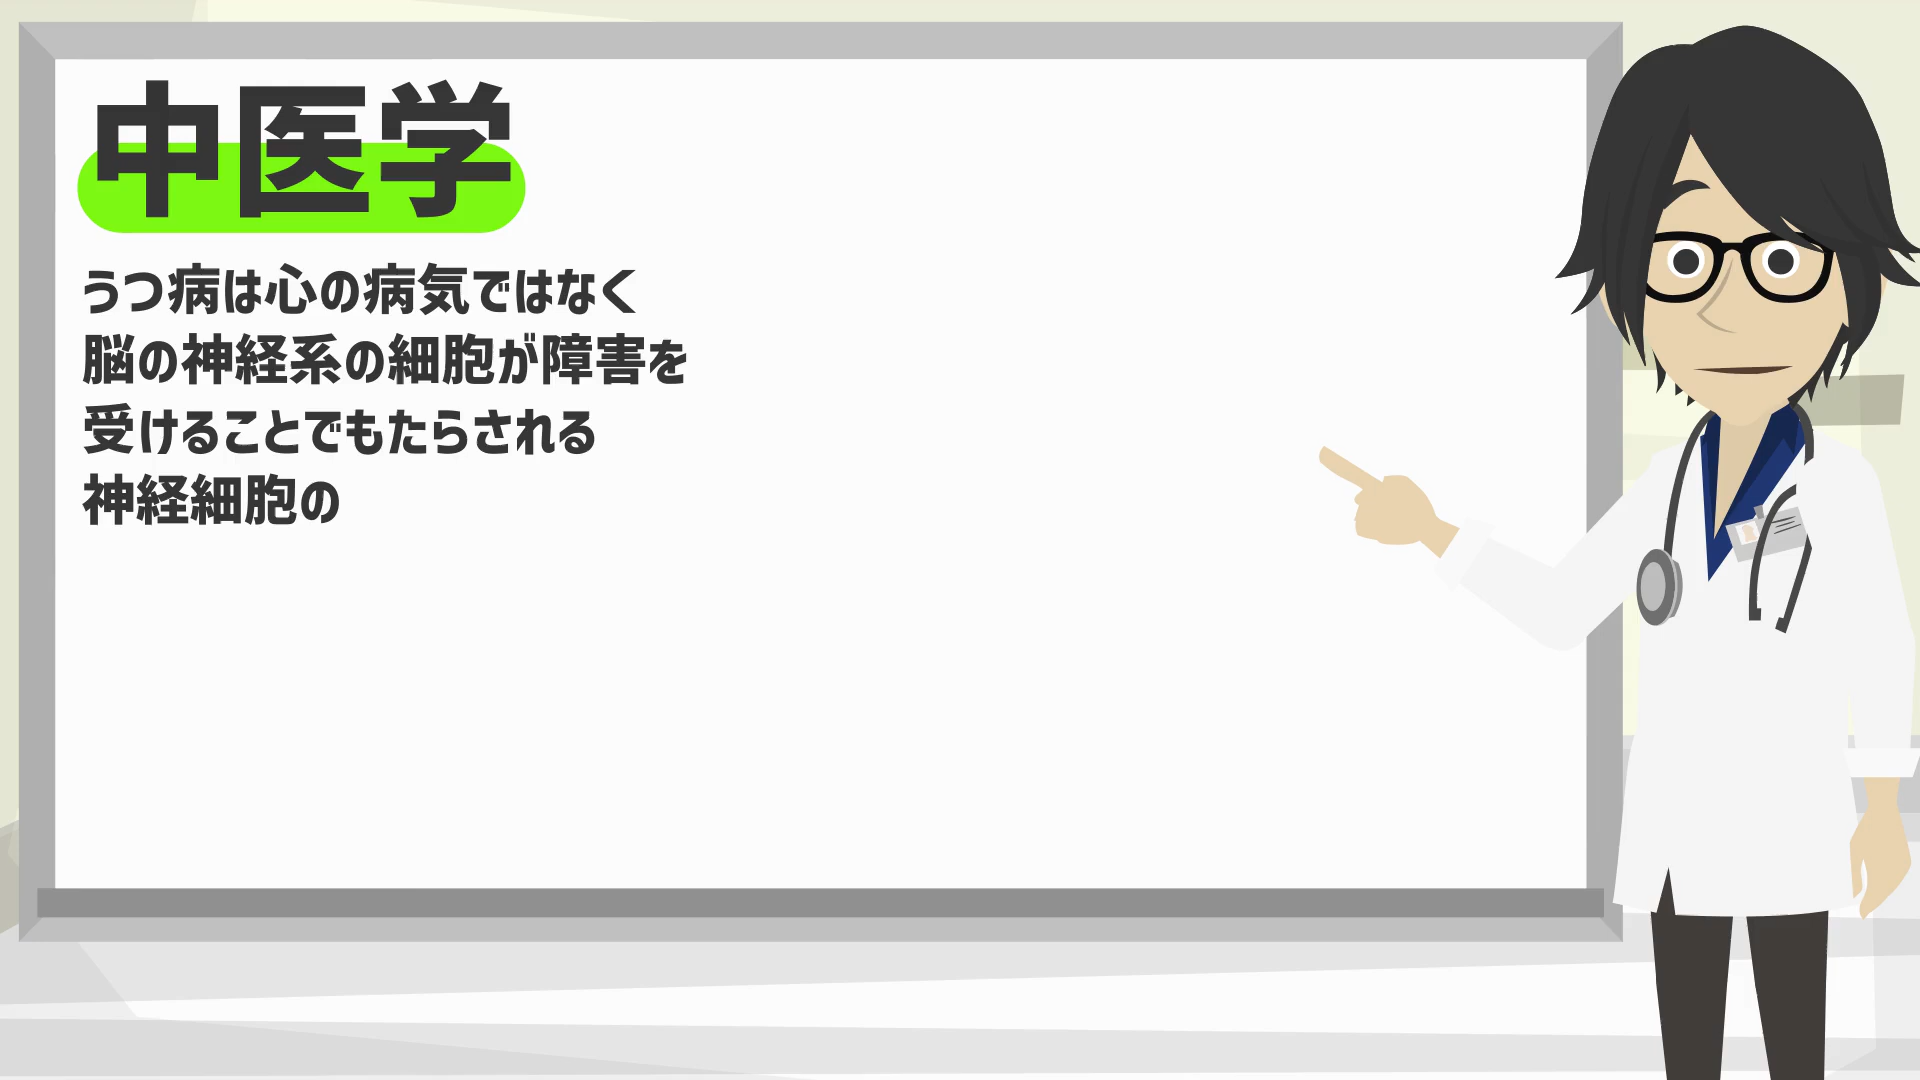 中医学
うつ病は心の病気ではなく
脳の神経系の細胞が障害を
受けることでもたらされる
神経細胞の